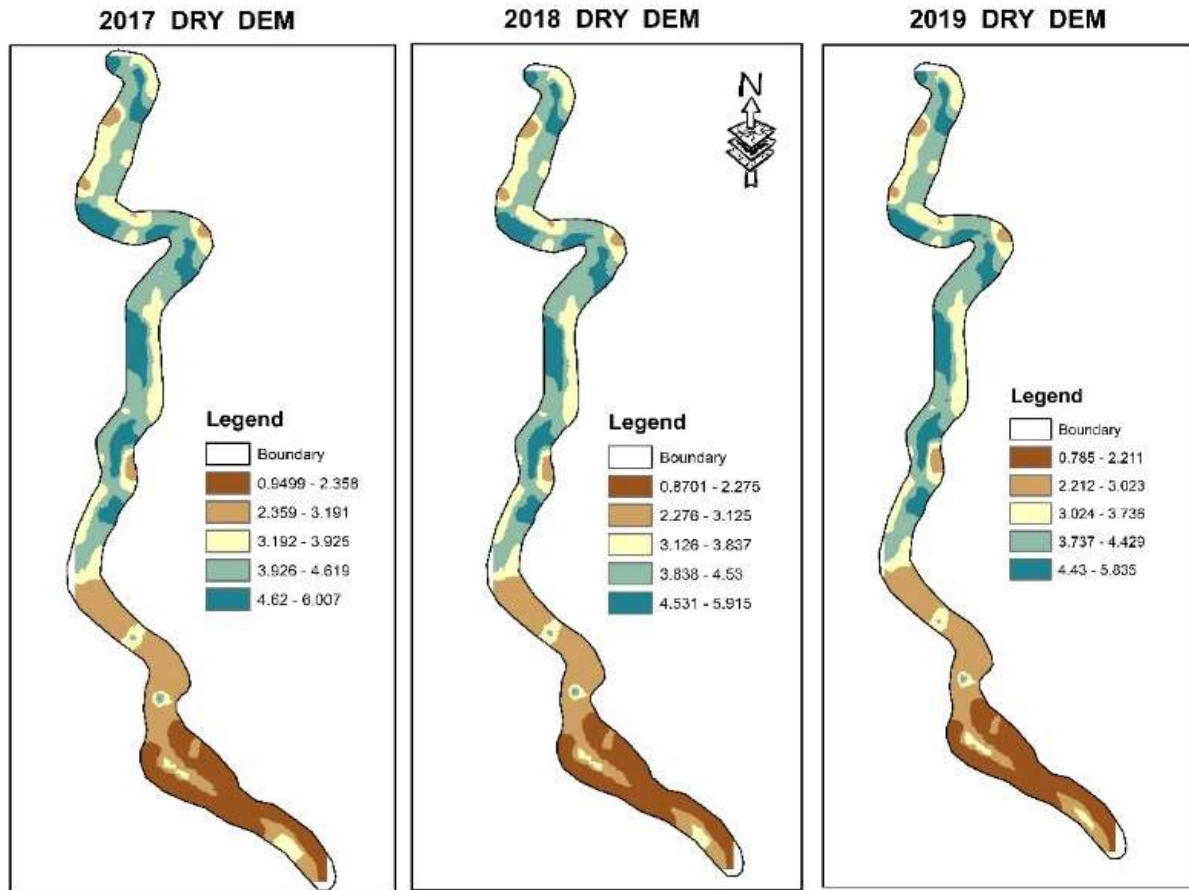 2017 DRY DEM
2018 DRY DEM
2019 DRY DEM
N
Legend
Boundary
0.9499 - 2.358
2.359 - 3.191
3.192 - 3.925
3.926 - 4.619
4.62 - 6.007
Legend
Boundary
0.8701 - 2.275
2.276 - 3.125
3.126 - 3.837
3.838 - 4.53
4.531 - 5.915
Legend
Boundary
0.785 - 2.211
2.212 - 3.023
3.024 - 3.736
3.737 - 4.429
4.43 - 5.835